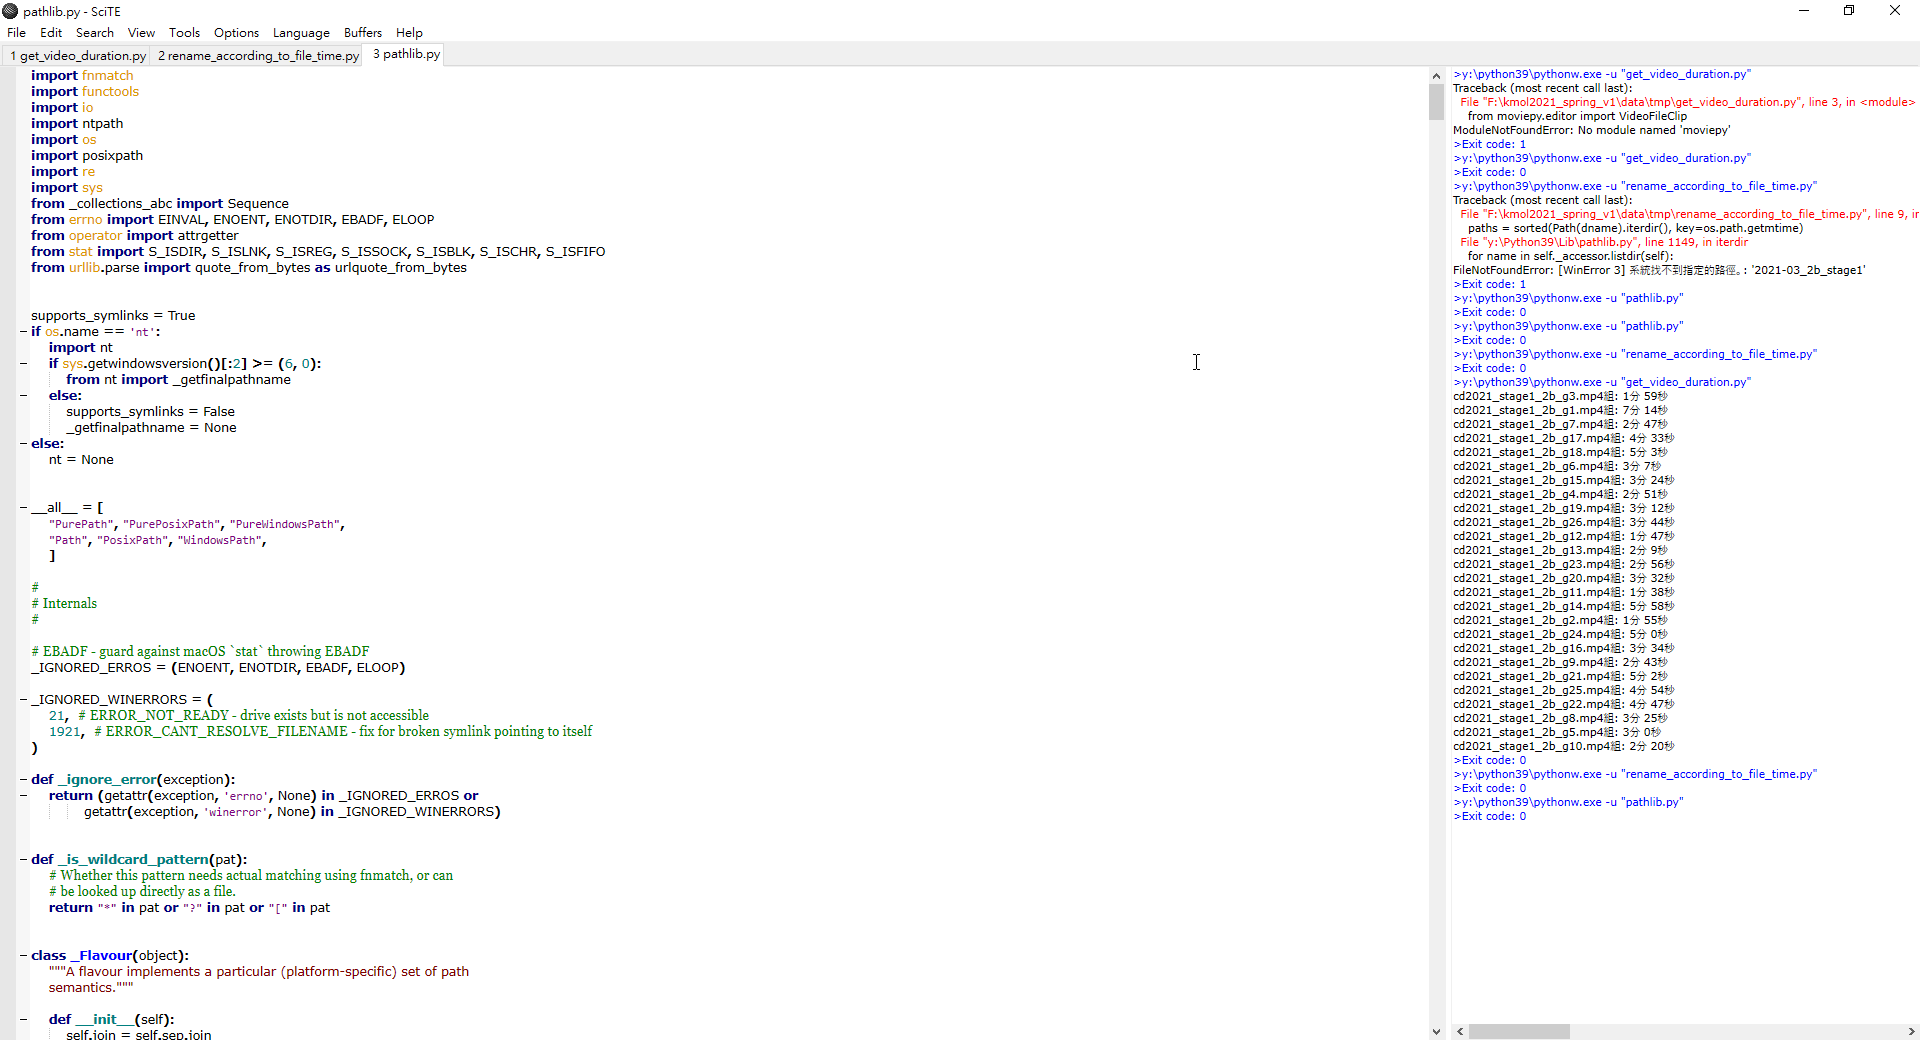 pathlib.py - SciTE
File Edit Search View Tools Options Language Buffers Help
1 get_video_duration.py 2 rename_according_to_file_time.py 3 pathlib.py
import fnmatch
import functools
import io
import ntpath
import os
import posixpath
import re
import sys
from _collections_abc import Sequence
from errno import EINVAL, ENOENT, ENOTDIR, EBADF, ELOOP
from operator import attrgetter
from stat import S_ISDIR, S_ISLNK, S_ISREG, S_ISSOCK, S_ISBLK, S_ISCHR, S_ISFIFO
from urllib.parse import quote_from_bytes as urlquote_from_bytes
supports_symlinks = True
if os.name == 'nt':
import nt
if sys.getwindowsversion()[:2] >= (6, 0):
from nt import _getfinalpathname
else:
supports_symlinks = False
_getfinalpathname = None
else:
nt = None
__all__ = [
"PurePath", "PurePosixPath", "PureWindowsPath",
"Path", "PosixPath", "WindowsPath",
]
#
# Internals
#
# EBADF - guard against macOS `stat` throwing EBADF
_IGNORED_ERROS = (ENOENT, ENOTDIR, EBADF, ELOOP)
_IGNORED_WINERRORS = (
21, # ERROR_NOT_READY - drive exists but is not accessible
1921, # ERROR_CANT_RESOLVE_FILENAME - fix for broken symlink pointing to itself
)
def _ignore_error(exception):
return (getattr(exception, 'errno', None) in _IGNORED_ERROS or
getattr(exception, 'winerror', None) in _IGNORED_WINERRORS)
def _is_wildcard_pattern(pat):
# Whether this pattern needs actual matching using fnmatch, or can
# be looked up directly as a file.
return "*" in pat or "?" in pat or "[" in pat
class _Flavour(object):
"""A flavour implements a particular (platform-specific) set of path
semantics."""
def __init__(self):
self.join = self.sep.join
>y:\python39\pythonw.exe -u "get_video_duration.py"
Traceback (most recent call last):
File "F:\kmol2021_spring_v1\data\tmp\get_video_duration.py", line 3, in <module>
from moviepy.editor import VideoFileClip
ModuleNotFoundError: No module named 'moviepy'
>Exit code: 1
>y:\python39\pythonw.exe -u "get_video_duration.py"
>Exit code: 0
>y:\python39\pythonw.exe -u "rename_according_to_file_time.py"
Traceback (most recent call last):
File "F:\kmol2021_spring_v1\data\tmp\rename_according_to_file_time.py", line 9, ir
paths = sorted(Path(dname).iterdir(), key=os.path.getmtime)
File "y:\Python39\Lib\pathlib.py", line 1149, in iterdir
for name in self._accessor.listdir(self):
FileNotFoundError: [WinError 3] 系統找不到指定的路徑。: '2021-03_2b_stage1'
>Exit code: 1
>y:\python39\pythonw.exe -u "pathlib.py"
>Exit code: 0
>y:\python39\pythonw.exe -u "pathlib.py"
>Exit code: 0
>y:\python39\pythonw.exe -u "rename_according_to_file_time.py"
>Exit code: 0
>y:\python39\pythonw.exe -u "get_video_duration.py"
cd2021_stage1_2b_g3.mp4組: 1分 59秒
cd2021_stage1_2b_g1.mp4組: 7分 14秒
cd2021_stage1_2b_g7.mp4組: 2分 47秒
cd2021_stage1_2b_g17.mp4組: 4分 33秒
cd2021_stage1_2b_g18.mp4組: 5分 3秒
cd2021_stage1_2b_g6.mp4組: 3分 7秒
cd2021_stage1_2b_g15.mp4組: 3分 24秒
cd2021_stage1_2b_g4.mp4組: 2分 51秒
cd2021_stage1_2b_g19.mp4組: 3分 12秒
cd2021_stage1_2b_g26.mp4組: 3分 44秒
cd2021_stage1_2b_g12.mp4組: 1分 47秒
cd2021_stage1_2b_g13.mp4組: 2分 9秒
cd2021_stage1_2b_g23.mp4組: 2分 56秒
cd2021_stage1_2b_g20.mp4組: 3分 32秒
cd2021_stage1_2b_g11.mp4組: 1分 38秒
cd2021_stage1_2b_g14.mp4組: 5分 58秒
cd2021_stage1_2b_g2.mp4組: 1分 55秒
cd2021_stage1_2b_g24.mp4組: 5分 0秒
cd2021_stage1_2b_g16.mp4組: 3分 34秒
cd2021_stage1_2b_g9.mp4組: 2分 43秒
cd2021_stage1_2b_g21.mp4組: 5分 2秒
cd2021_stage1_2b_g25.mp4組: 4分 54秒
cd2021_stage1_2b_g22.mp4組: 4分 47秒
cd2021_stage1_2b_g8.mp4組: 3分 25秒
cd2021_stage1_2b_g5.mp4組: 3分 0秒
cd2021_stage1_2b_g10.mp4組: 2分 20秒
>Exit code: 0
>y:\python39\pythonw.exe -u "rename_according_to_file_time.py"
>Exit code: 0
>y:\python39\pythonw.exe -u "pathlib.py"
>Exit code: 0